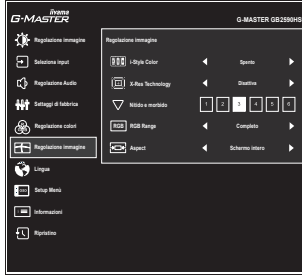 iiyama
G-MASTER
G-MASTER GB2590HS
Regolazione immagine
Seleziona input
Regolazione Audio
Settaggi di fabbrica
Regolazione colori
Regolazione immagine
Lingua
OSD Setup Menù
Informazioni
Ripristino
Regolazione immagine
i-Style Color Spento
X-Res Technology Disattiva
Nitido e morbido 1 2 3 4 5 6
RGB RGB Range Completo
Aspect Schermo intero